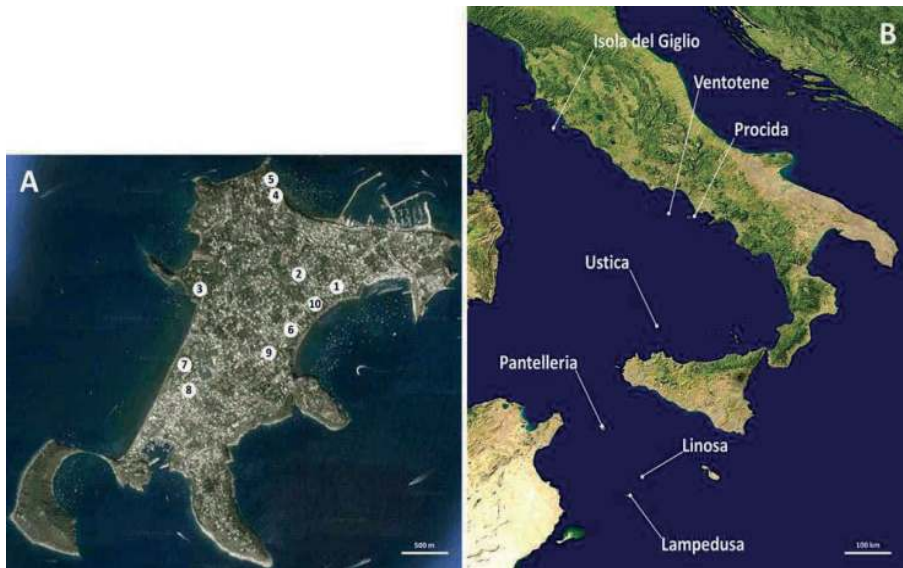 A
5
4
2
1
3
10
6
9
7
8
500 m
B
Isola del Giglio
Ventotene
Procida
Ustica
Pantelleria
Linosa
Lampedusa
100 km